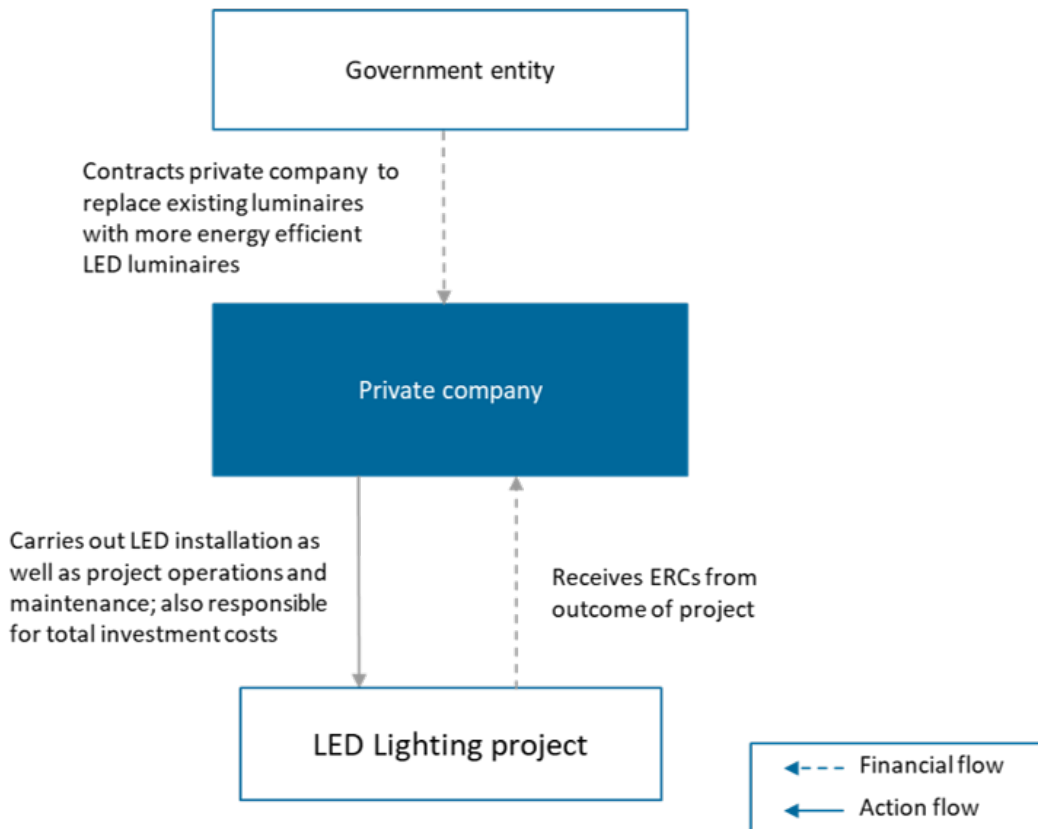 Government entity
Contracts private company to
replace existing luminaires
with more energy efficient
LED luminaires
Private company
Carries out LED installation as
well as project operations and
maintenance; also responsible
for total investment costs
Receives ERCs from
outcome of project
LED Lighting project
Financial flow
Action flow